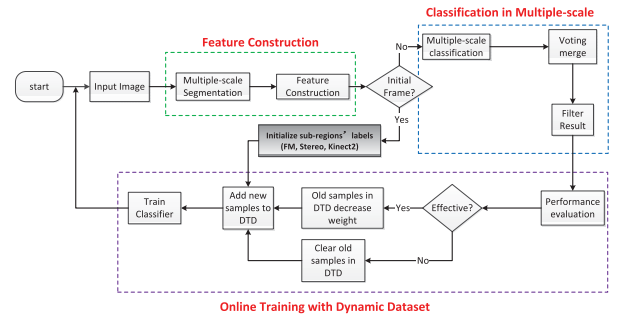 Classification in Multiple-scale
Feature Construction
start
Input Image
Multiple-scale
Segmentation
Feature
Construction
Initial
Frame?
No
Yes
Multiple-scale
classification
Voting
merge
Filter
Result
Initialize sub-regions' labels
(FM, Stereo, Kinect2)
Train
Classifier
Add new
samples to
DTD
Old samples in
DTD decrease
weight
Yes
Effective?
Performance
evaluation
Clear old
samples in
DTD
No
Online Training with Dynamic Dataset